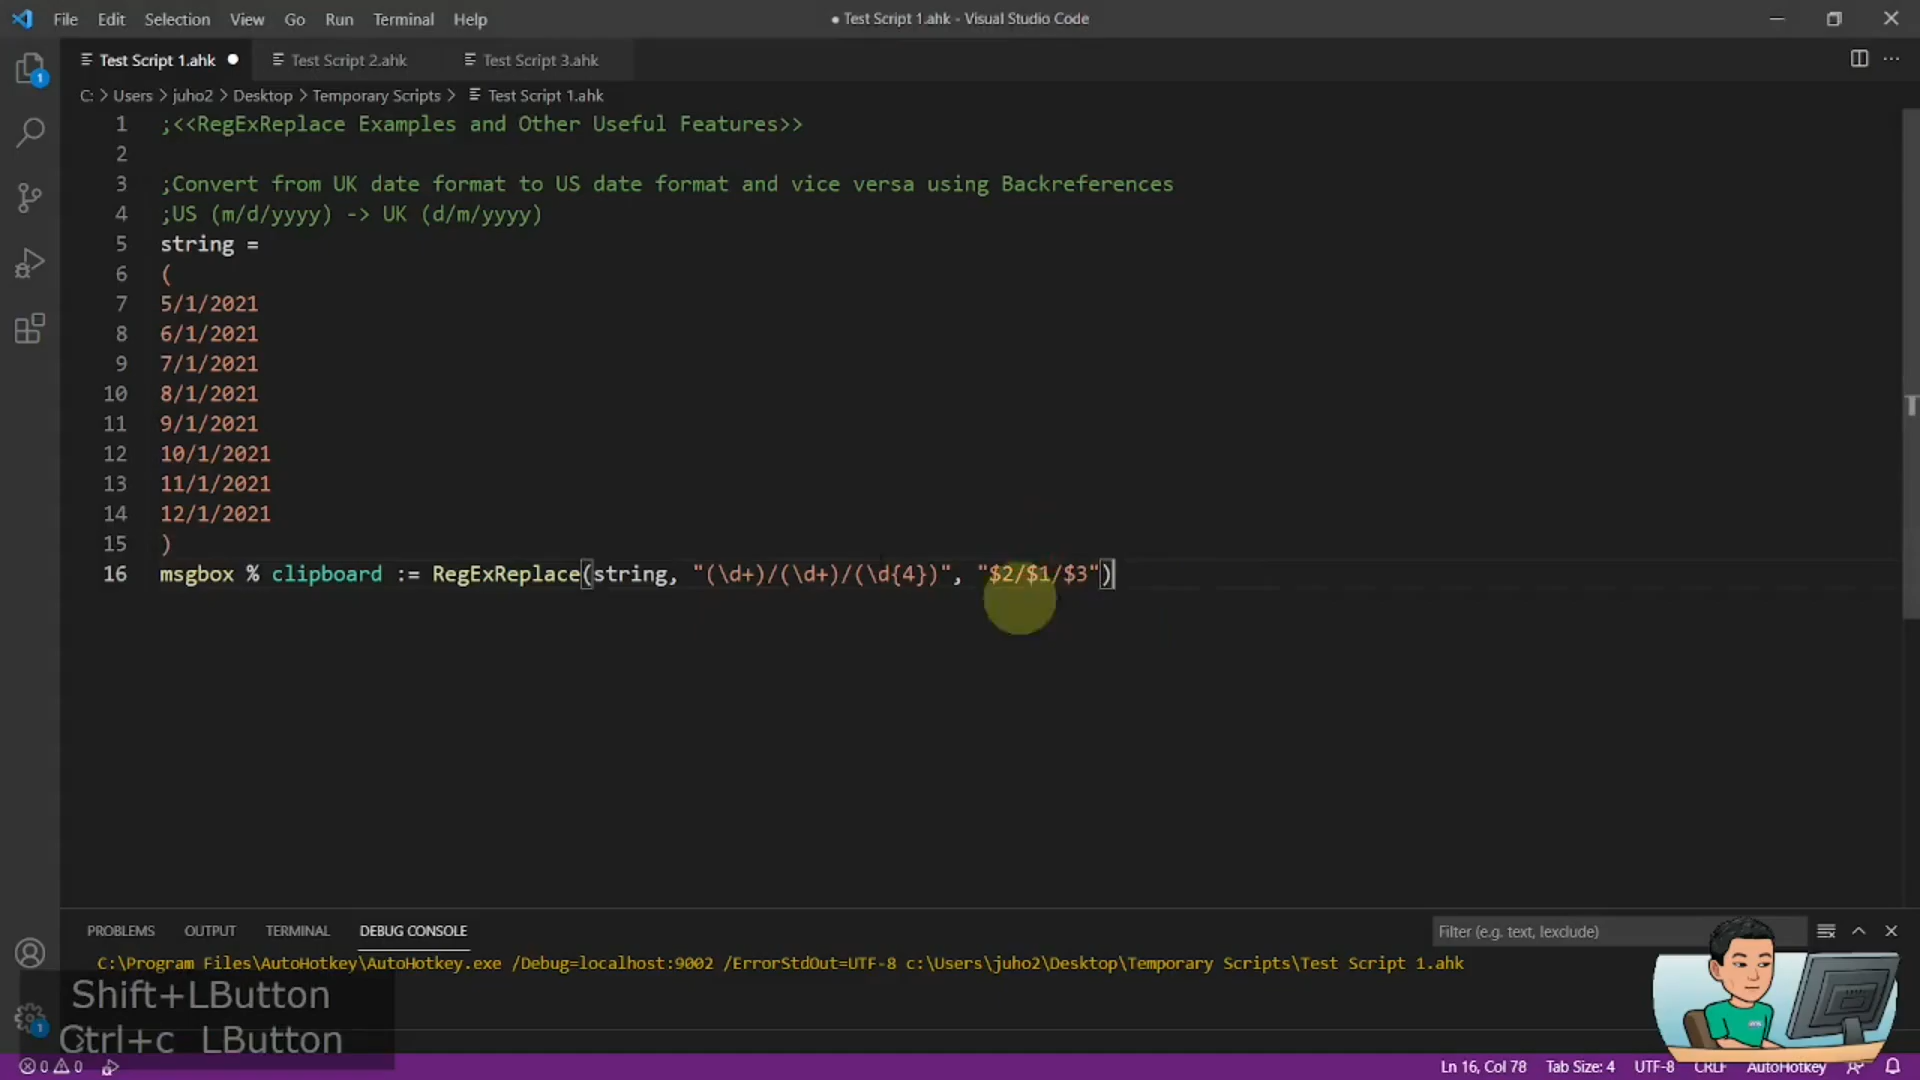 File Edit Selection View Go Run Terminal Help ● Test Script 1.ahk - Visual Studio Code
Test Script 1.ahk ● Test Script 2.ahk Test Script 3.ahk
C: > Users > juho2 > Desktop > Temporary Scripts > Test Script 1.ahk
1 ;<<RegExReplace Examples and Other Useful Features>>
2
3 ;Convert from UK date format to US date format and vice versa using Backreferences
4 ;US (m/d/yyyy) -> UK (d/m/yyyy)
5 string =
6 (
7 5/1/2021
8 6/1/2021
9 7/1/2021
10 8/1/2021
11 9/1/2021
12 10/1/2021
13 11/1/2021
14 12/1/2021
15 )
16 msgbox % clipboard := RegExReplace(string, "(\d+)/(\d+)/(\d{4})", "$2/$1/$3")
PROBLEMS OUTPUT TERMINAL DEBUG CONSOLE Filter (e.g. text, !exclude)
C:\Program Files\AutoHotkey\AutoHotkey.exe /Debug=localhost:9002 /ErrorStdOut=UTF-8 c:\Users\juho2\Desktop\Temporary Scripts\Test Script 1.ahk
Shift+LButton
Ctrl+c LButton
0 0 Ln 16, Col 78 Tab Size: 4 UTF-8 CRLF AutoHotkey